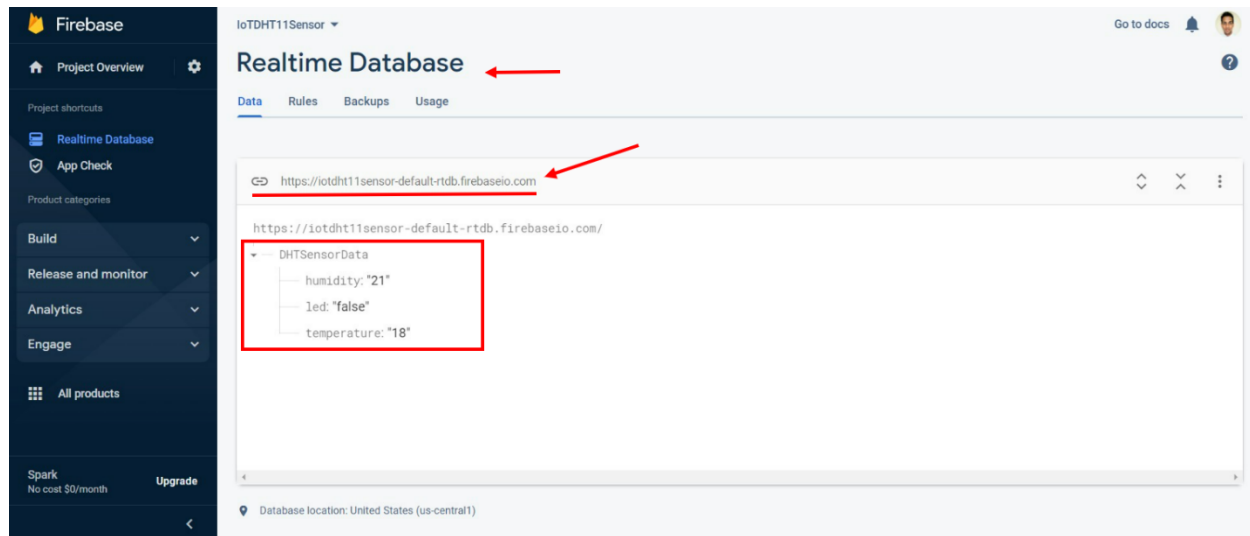 Firebase
Project Overview
Project shortcuts
Realtime Database
App Check
Product categories
Build
Release and monitor
Analytics
Engage
All products
Spark
No cost $0/month
Upgrade
IoTDHT11Sensor
Go to docs
Realtime Database
Data Rules Backups Usage
https://iotdht11sensor-default-rtdb.firebaseio.com
https://iotdht11sensor-default-rtdb.firebaseio.com/
DHTSensorData
humidity: "21"
led: "false"
temperature: "18"
Database location: United States (us-central1)